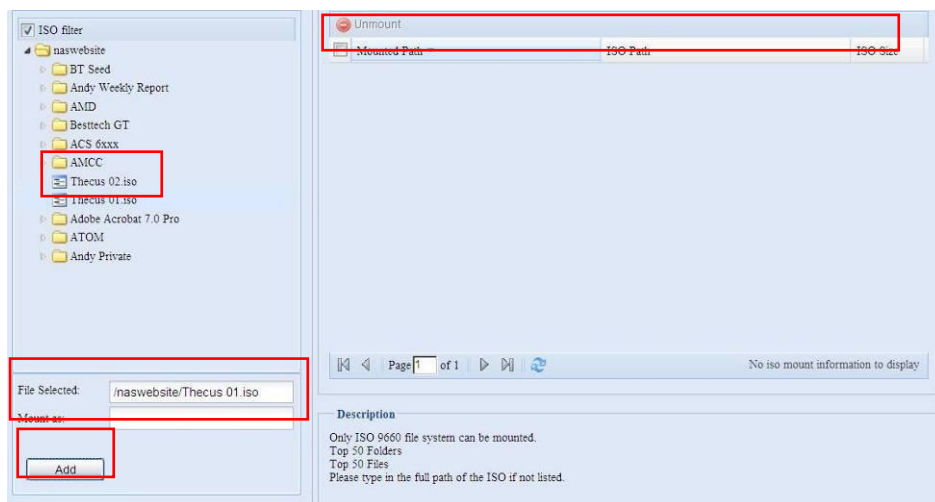 ISO filter
naswebsite
BT Seed
Andy Weekly Report
AMD
Besttech GT
ACS 6xxx
AMCC
Thecus 02.iso
Thecus 01.iso
Adobe Acrobat 7.0 Pro
ATOM
Andy Private
File Selected: /naswebsite/Thecus 01.iso
Mount as:
Add
Unmount
Mounted Path ISO Path ISO Size
Page 1 of 1 No iso mount information to display
Description
Only ISO 9660 file system can be mounted.
Top 50 Folders
Top 50 Files
Please type in the full path of the ISO if not listed.